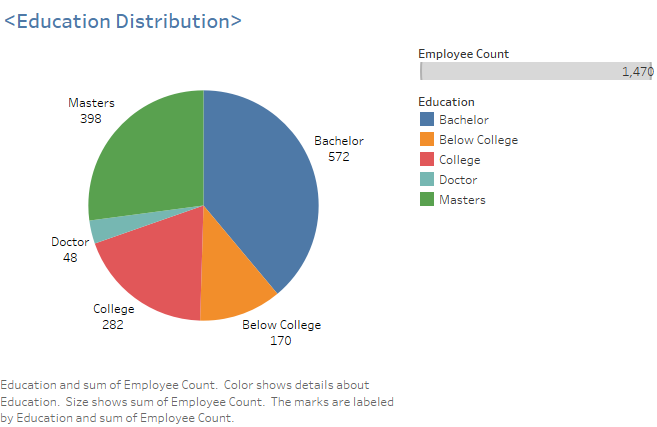 <Education Distribution>
Employee Count
1,470
Education
Bachelor
Below College
College
Doctor
Masters
Masters
398
Bachelor
572
Doctor
48
College
282
Below College
170
Education and sum of Employee Count.  Color shows details about
Education.  Size shows sum of Employee Count.  The marks are labeled
by Education and sum of Employee Count.